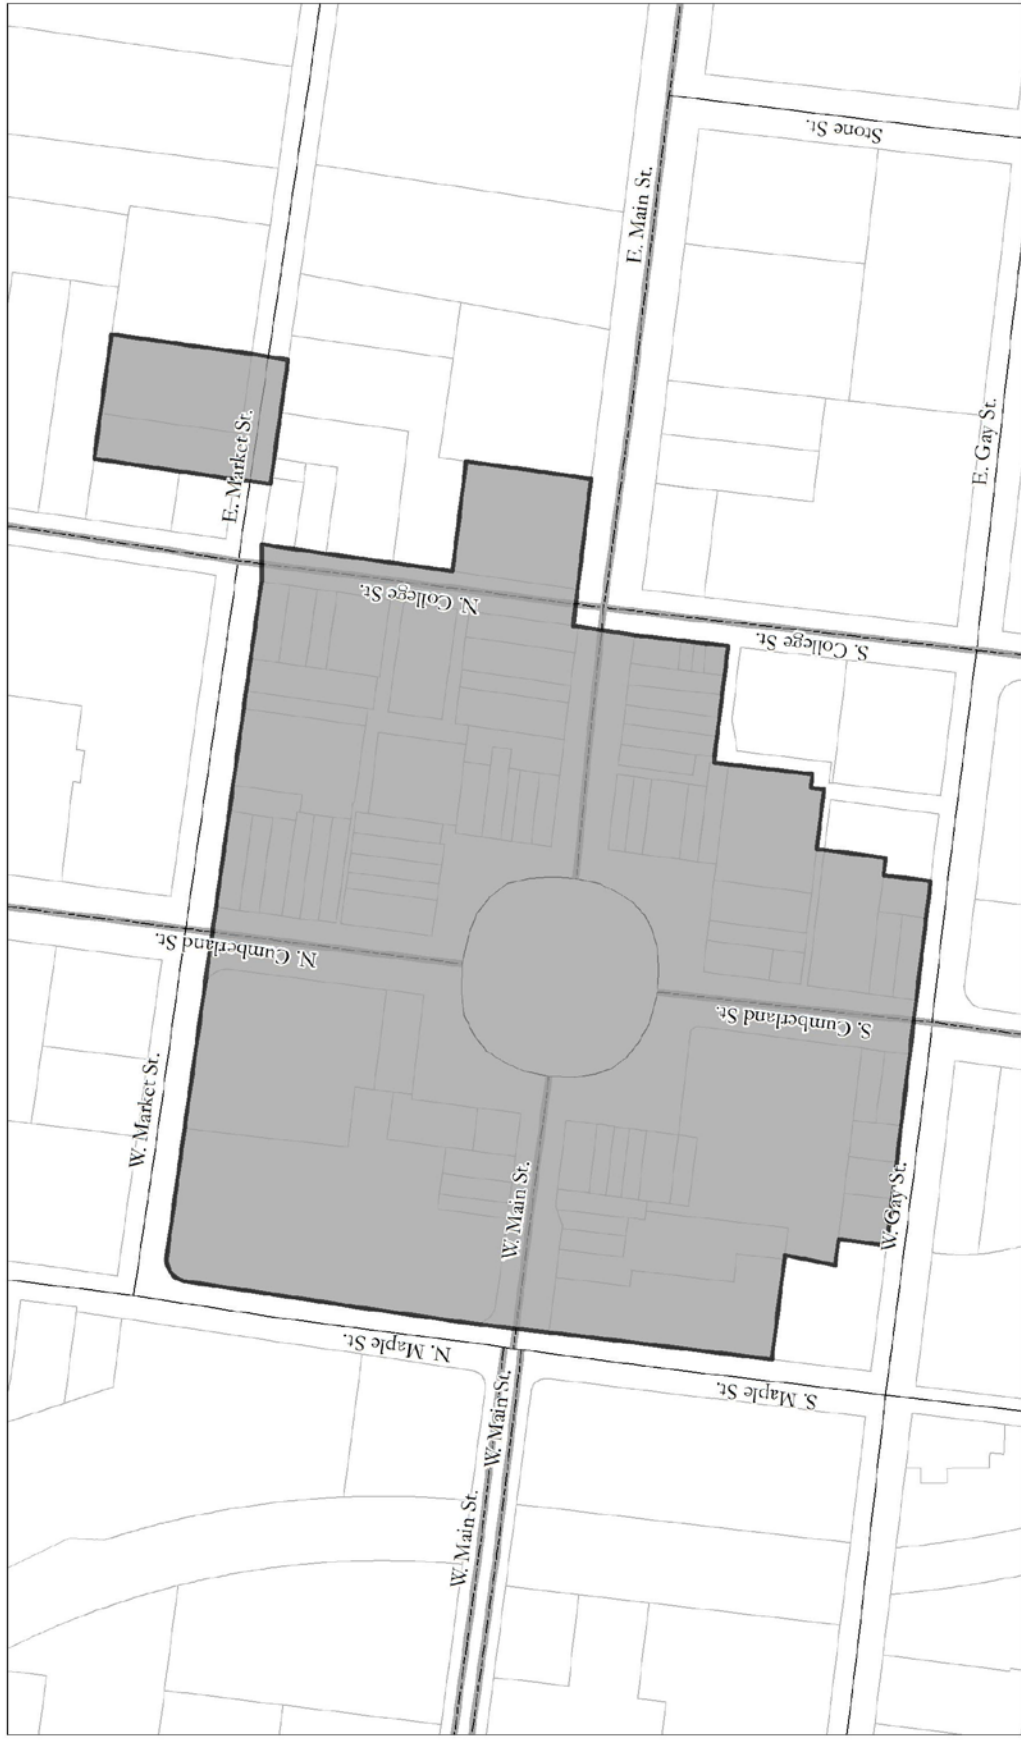 Stone St.
E. Main St.
E. Market St.
E. Gay St.
N. College St.
S. College St.
N. Cumberland St.
S. Cumberland St.
W. Market St.
W. Main St.
W. Gay St.
N. Maple St.
S. Maple St.
W. Main St.
W. Main St.